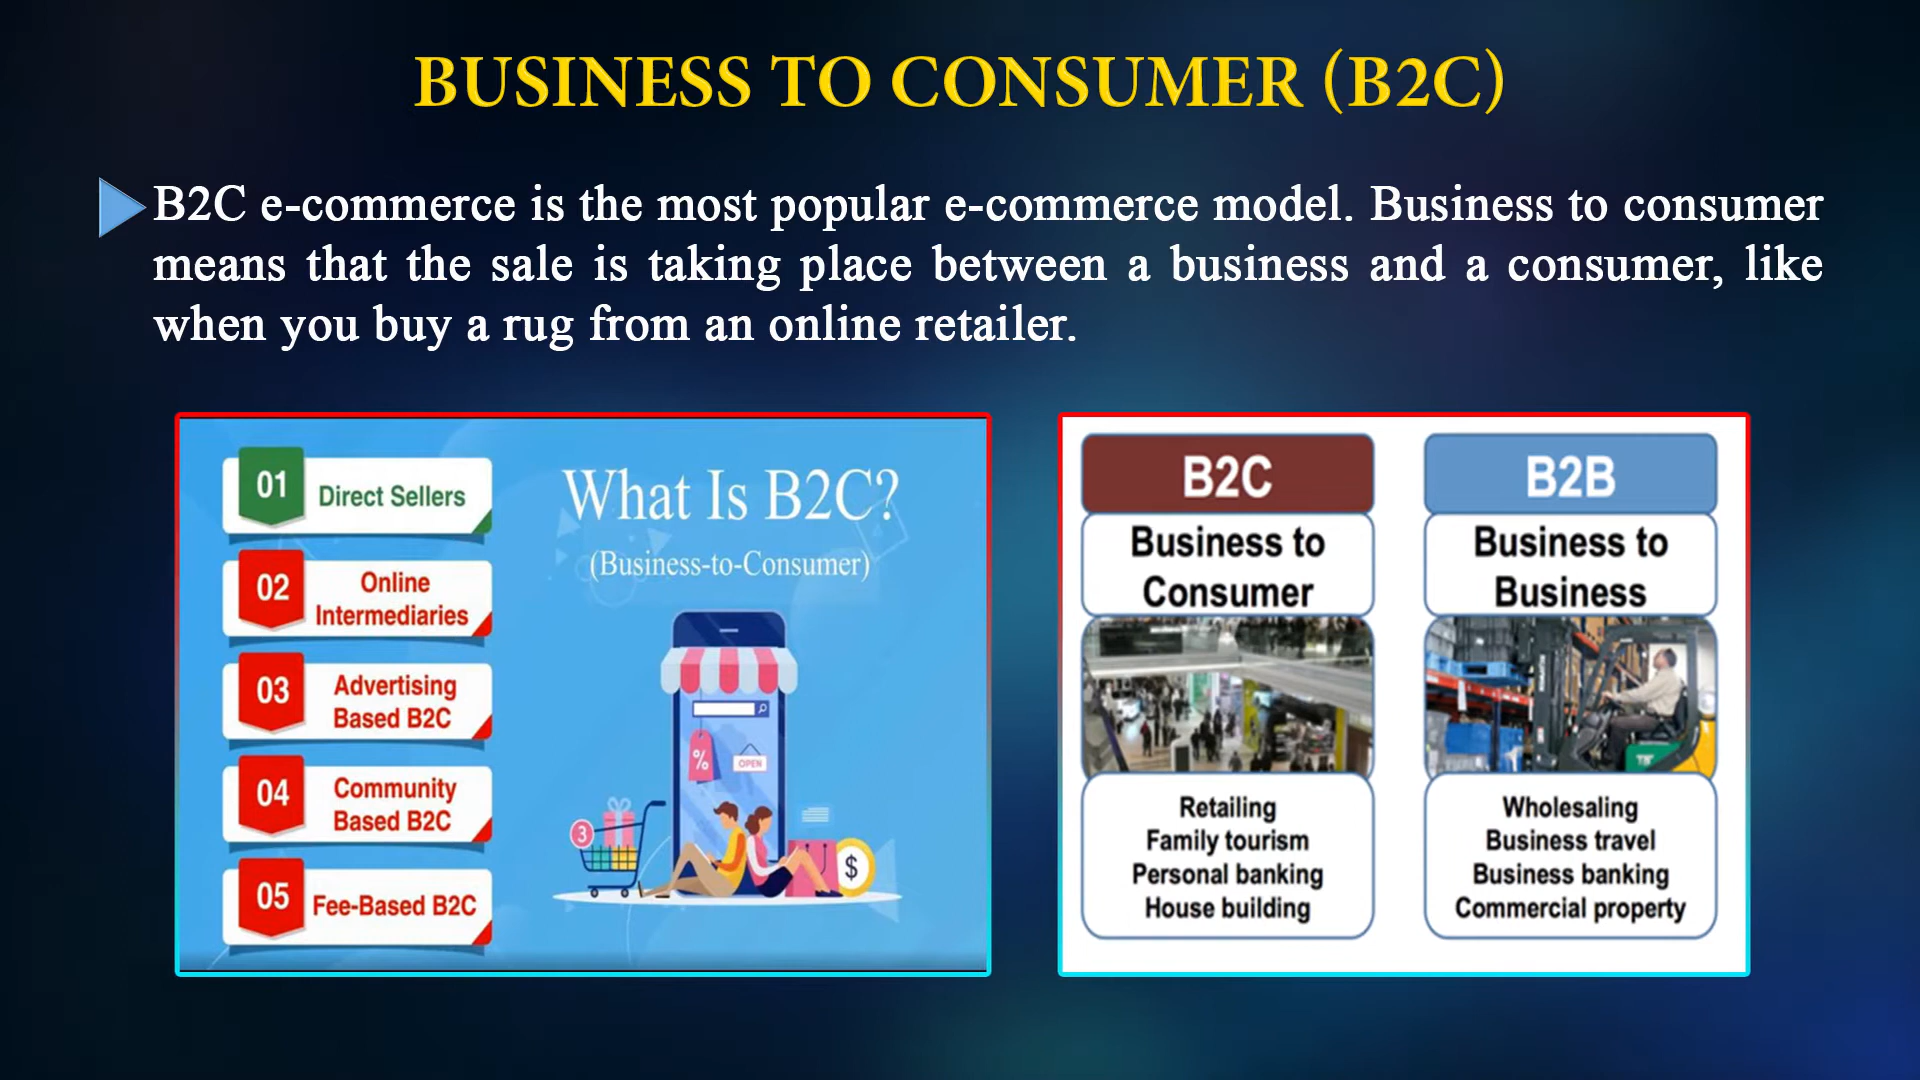 BUSINESS TO CONSUMER (B2C)
B2C e-commerce is the most popular e-commerce model. Business to consumer
means that the sale is taking place between a business and a consumer, like
when you buy a rug from an online retailer.
01
Direct Sellers
02
Online
Intermediaries
03
Advertising
Based B2C
04
Community
Based B2C
05
Fee-Based B2C
What Is B2C?
(Business-to-Consumer)
%
OPEN
3
$
B2C
Business to
Consumer
Retailing
Family tourism
Personal banking
House building
B2B
Business to
Business
Wholesaling
Business travel
Business banking
Commercial property